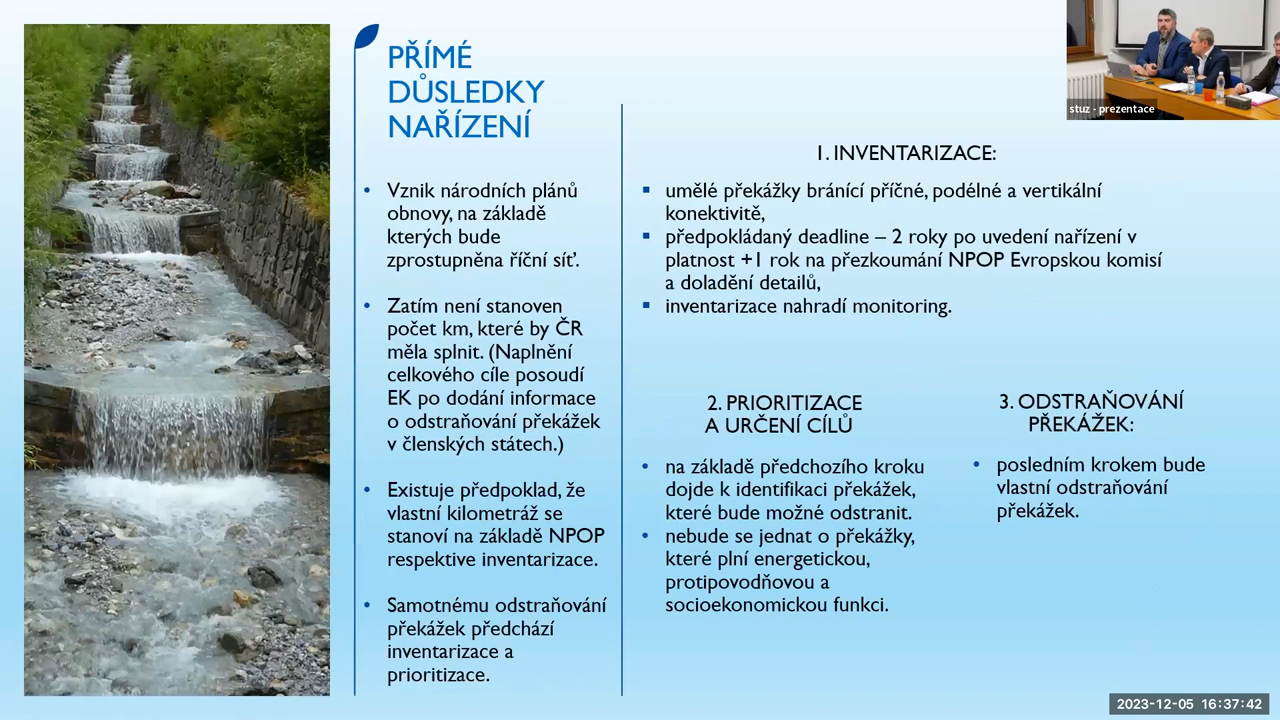 PŘÍMÉ
DŮSLEDKY
NAŘÍZENÍ
• Vznik národních plánů
obnovy, na základě
kterých bude
zprostupněna říční síť.
• Zatím není stanoven
počet km, které by ČR
měla splnit. (Naplnění
celkového cíle posoudí
EK po dodání informace
o odstraňování překážek
v členských státech.)
• Existuje předpoklad, že
vlastní kilometráž se
stanoví na základě NPOP
respektive inventarizace.
• Samotnému odstraňování
překážek předchází
inventarizace a
prioritizace.
1. INVENTARIZACE:
▪ umělé překážky bránící příčné, podélné a vertikální
konektivitě,
▪ předpokládaný deadline – 2 roky po uvedení nařízení v
platnost +1 rok na přezkoumání NPOP Evropskou komisí
a doladění detailů,
▪ inventarizace nahradí monitoring.
2. PRIORITIZACE
A URČENÍ CÍLŮ
• na základě předchozího kroku
dojde k identifikaci překážek,
které bude možné odstranit.
• nebude se jednat o překážky,
které plní energetickou,
protipovodňovou a
socioekonomickou funkci.
3. ODSTRAŇOVÁNÍ
PŘEKÁŽEK:
• posledním krokem bude
vlastní odstraňování
překážek.
stuz - prezentace
2023-12-05 16:37:42